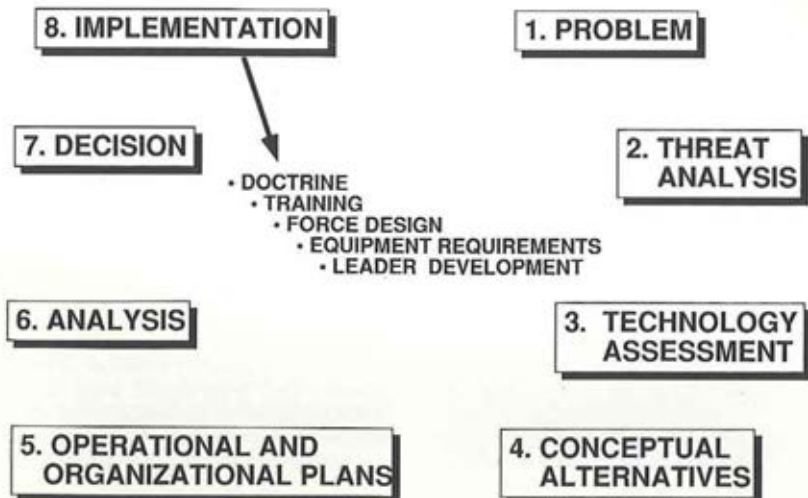 8. IMPLEMENTATION
1. PROBLEM
7. DECISION
2. THREAT
ANALYSIS
• DOCTRINE
• TRAINING
• FORCE DESIGN
• EQUIPMENT REQUIREMENTS
• LEADER DEVELOPMENT
6. ANALYSIS
3. TECHNOLOGY
ASSESSMENT
5. OPERATIONAL AND
ORGANIZATIONAL PLANS
4. CONCEPTUAL
ALTERNATIVES